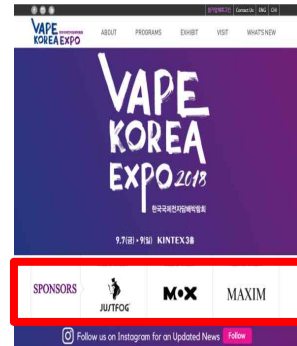 Contact Us ENG CHI
VAPE
KOREA EXPO
ABOUT PROGRAMS EXHIBIT VISIT WHAT'S NEW
VAPE
KOREA
EXPO 2018
한국국제전자담배박람회
9.7(금) - 9(일) KINTEX 3홀
SPONSORS JUSTFOG MOX MAXIM
Follow us on Instagram for an Updated News Follow